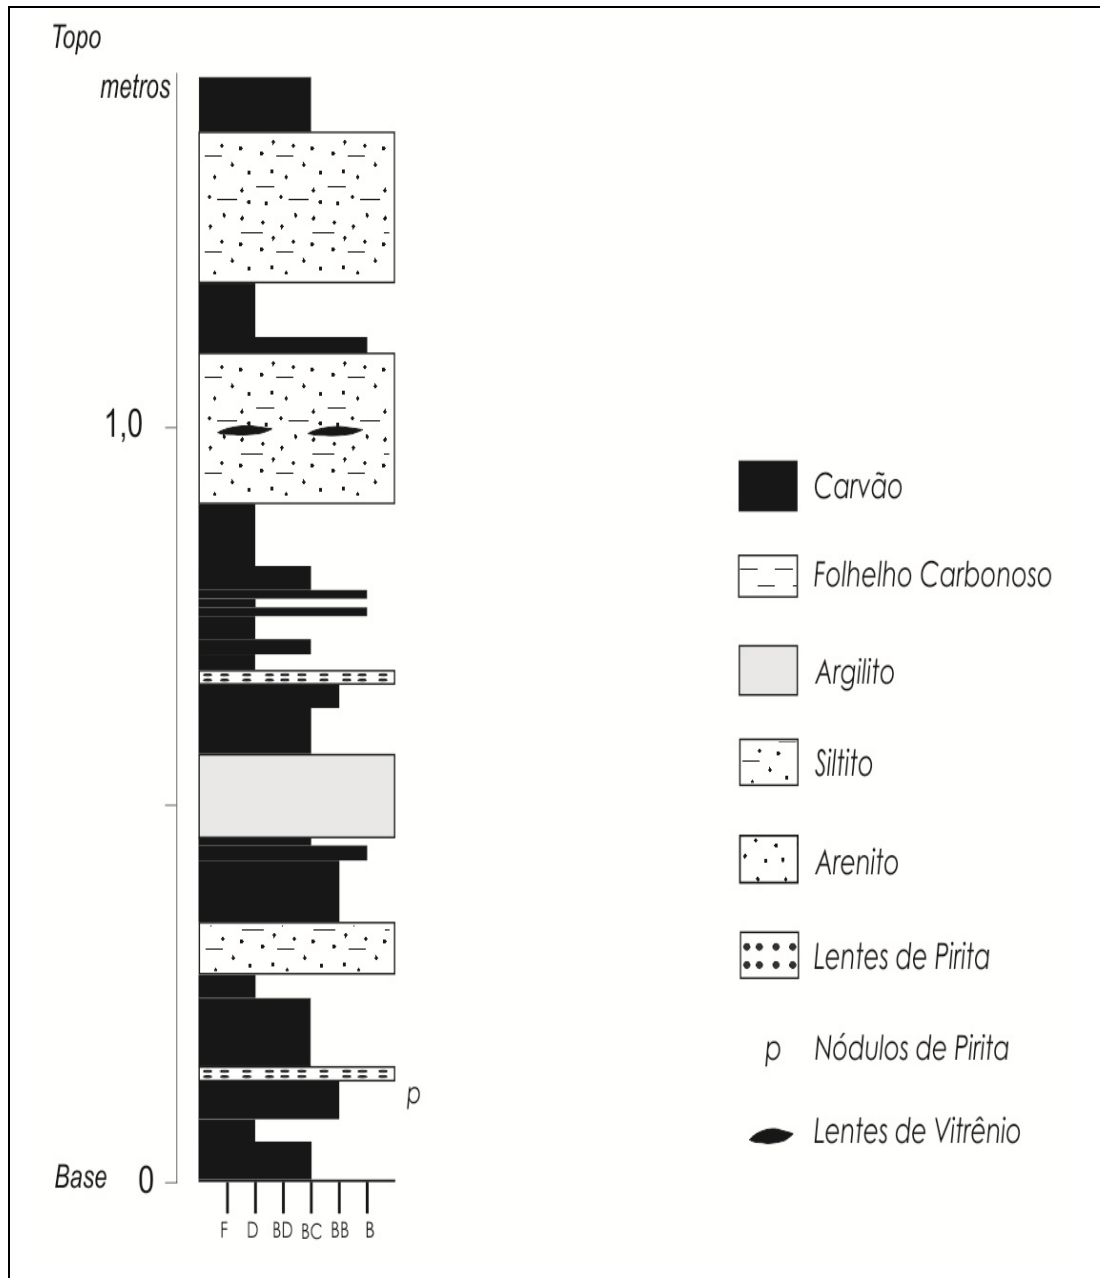 Topo
metros
1,0
Carvão
Folhelho Carbonoso
Argilito
Siltito
Arenito
Lentes de Pirita
p Nódulos de Pirita
p
Lentes de Vitrênio
Base 0
F D BD BC BB B